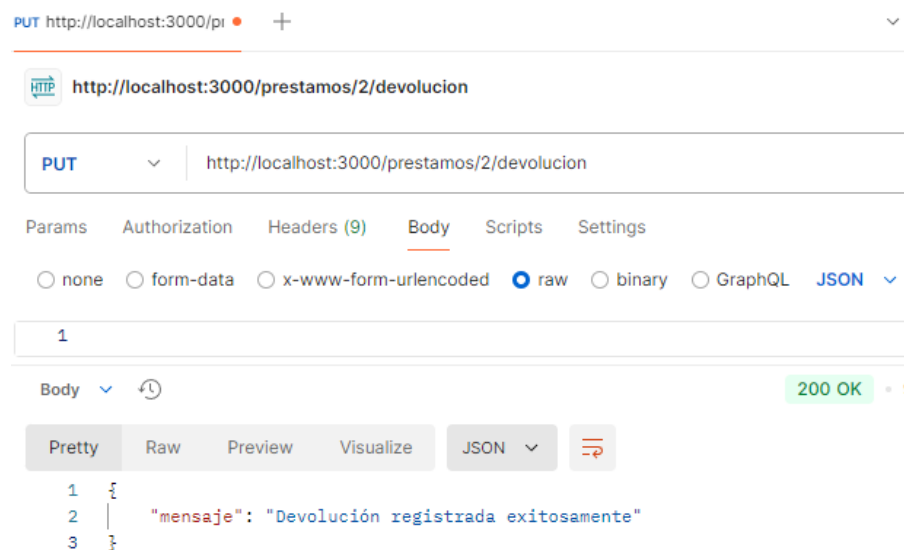 PUT http://localhost:3000/pr
HTTP http://localhost:3000/prestamos/2/devolucion
PUT http://localhost:3000/prestamos/2/devolucion
Params Authorization Headers (9) Body Scripts Settings
none form-data x-www-form-urlencoded raw binary GraphQL JSON
1
Body 200 OK
Pretty Raw Preview Visualize JSON
1 {
2 "mensaje": "Devolución registrada exitosamente"
3 }